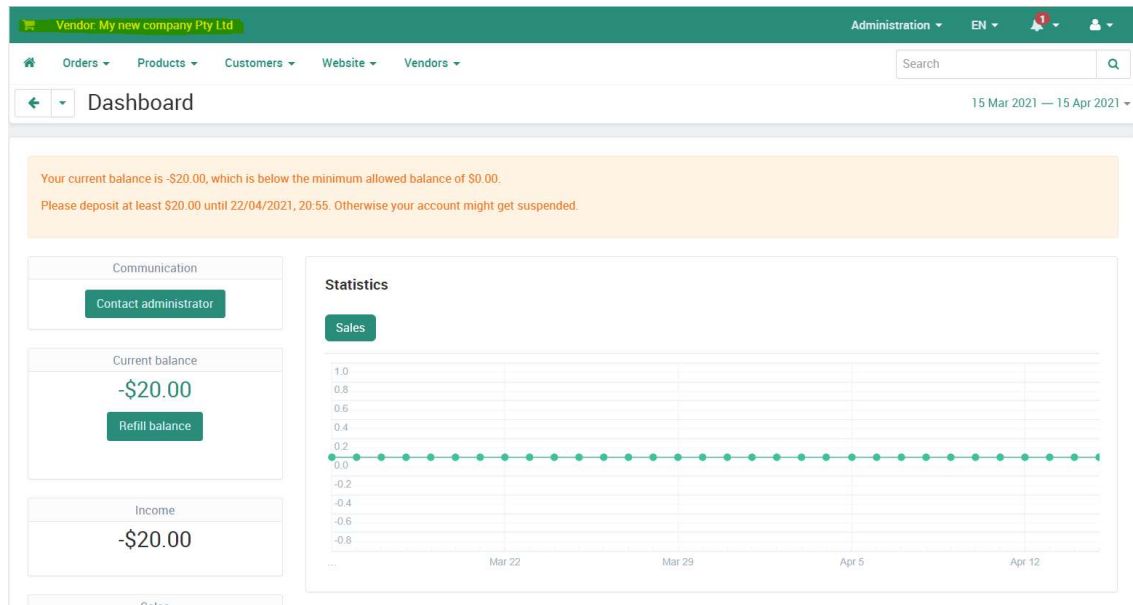 Vendor: My new company Pty Ltd
Administration EN 1
Orders Products Customers Website Vendors Search
Dashboard 15 Mar 2021 — 15 Apr 2021
Your current balance is -$20.00, which is below the minimum allowed balance of $0.00.
Please deposit at least $20.00 until 22/04/2021, 20:55. Otherwise your account might get suspended.
Communication
Contact administrator
Current balance
-$20.00
Refill balance
Income
-$20.00
Statistics
Sales
1.0
0.8
0.6
0.4
0.2
0.0
-0.2
-0.4
-0.6
-0.8
... Mar 22 Mar 29 Apr 5 Apr 12